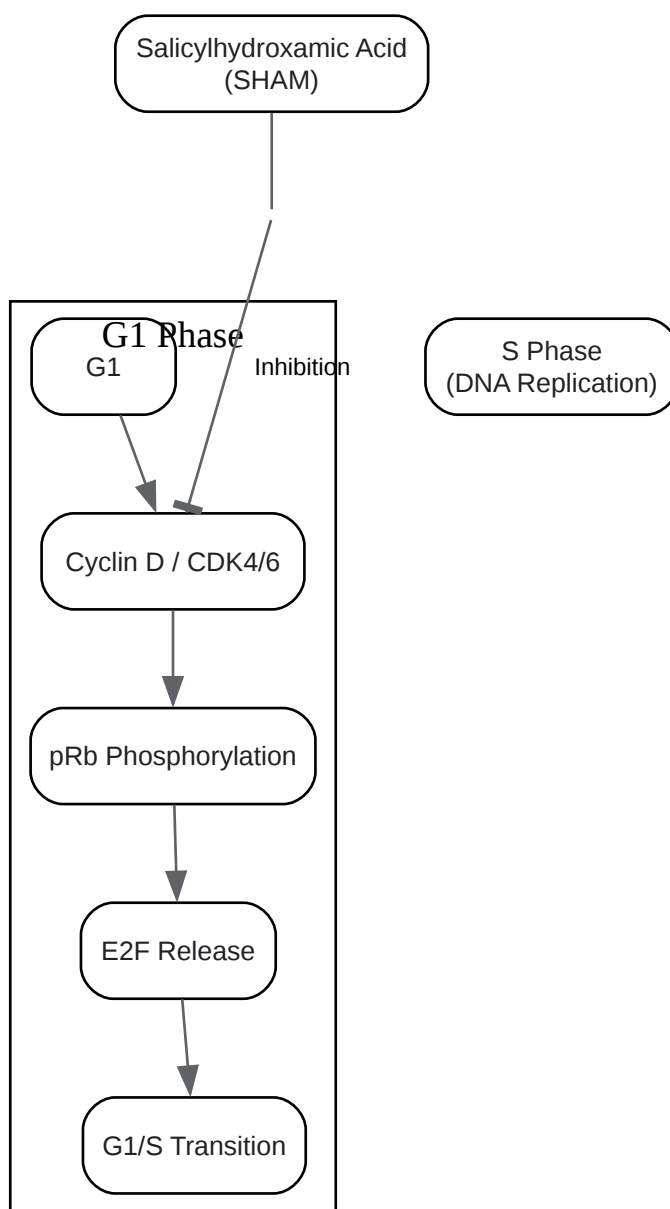 Salicylhydroxamic Acid
(SHAM)
G1 Phase
G1
Inhibition
S Phase
(DNA Replication)
Cyclin D / CDK4/6
pRb Phosphorylation
E2F Release
G1/S Transition